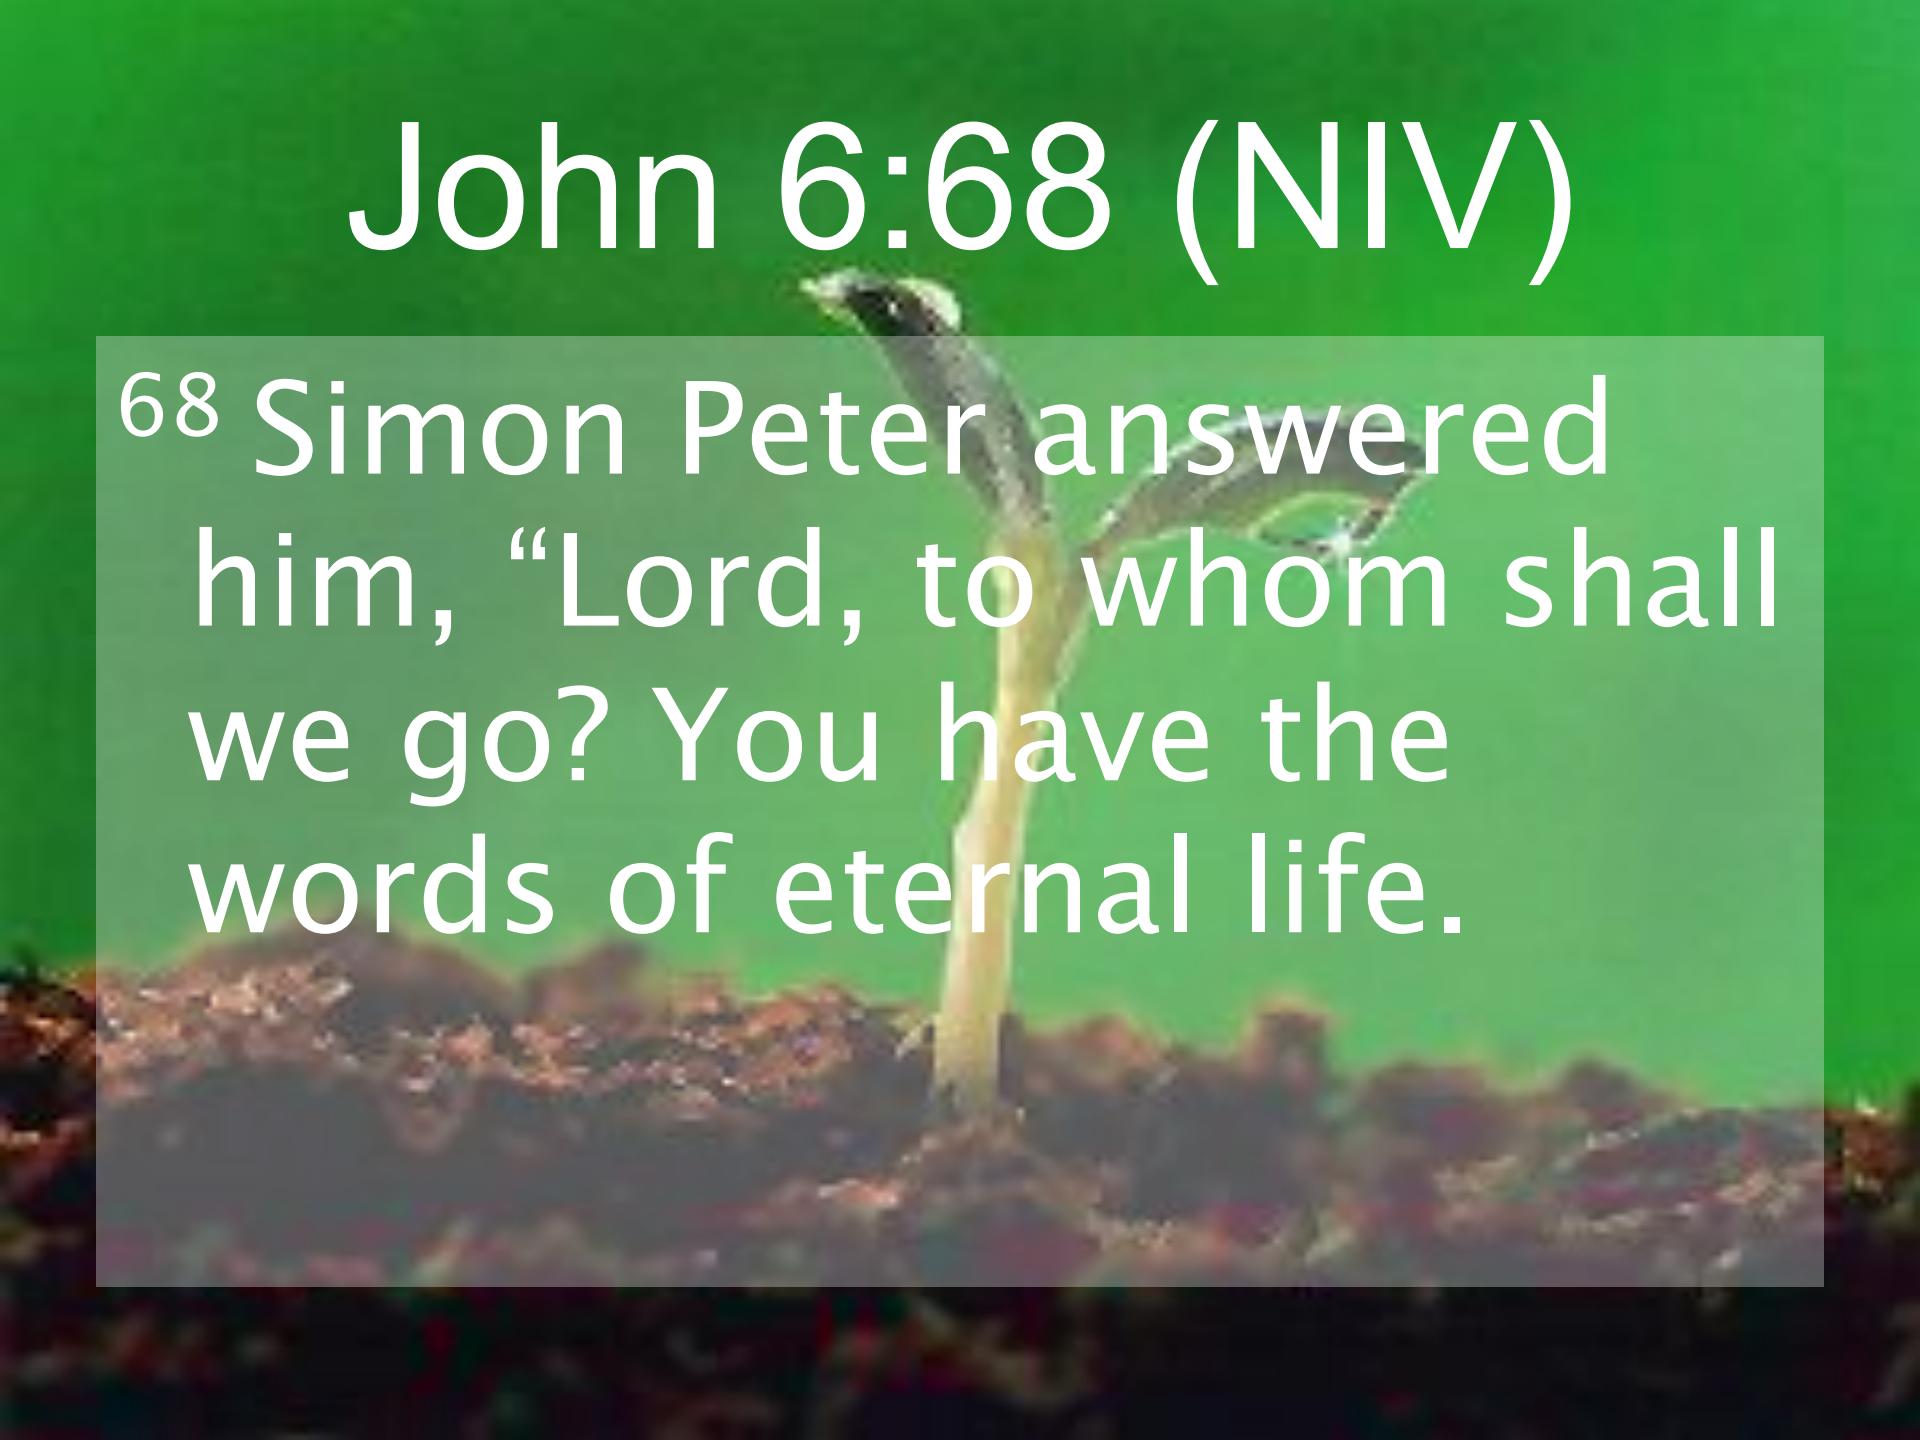 John 6:68 (NIV)
68 Simon Peter answered
him, “Lord, to whom shall
we go? You have the
words of eternal life.